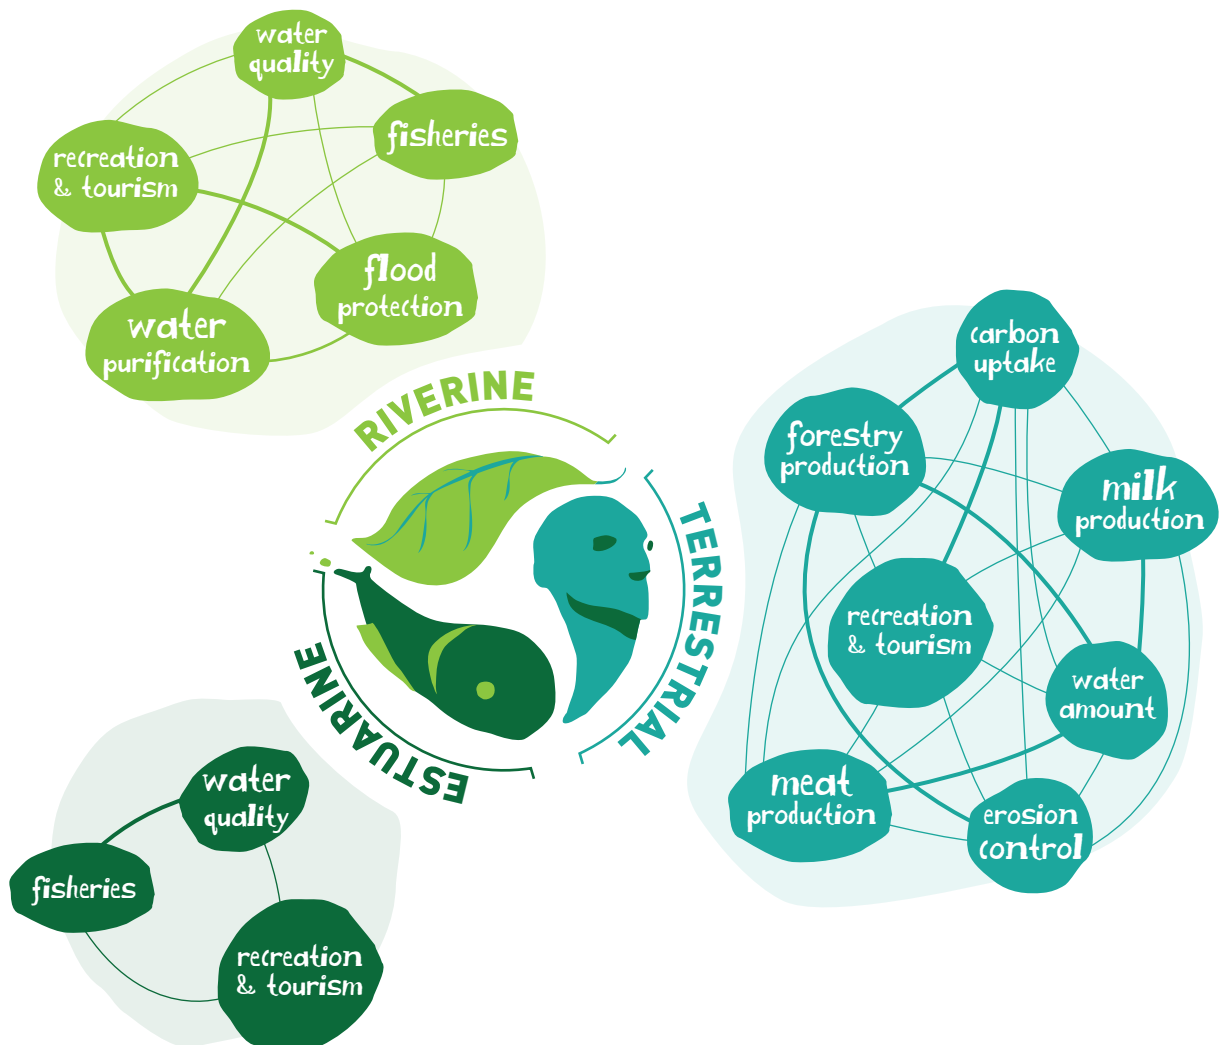 water
quality
fisheries
recreation
& tourism
flood
protection
water
purification
RIVERINE
TERRESTRIAL
ESTUARINE
carbon
uptake
forestry
production
milk
production
recreation
& tourism
water
amount
meat
production
erosion
control
water
quality
fisheries
recreation
& tourism